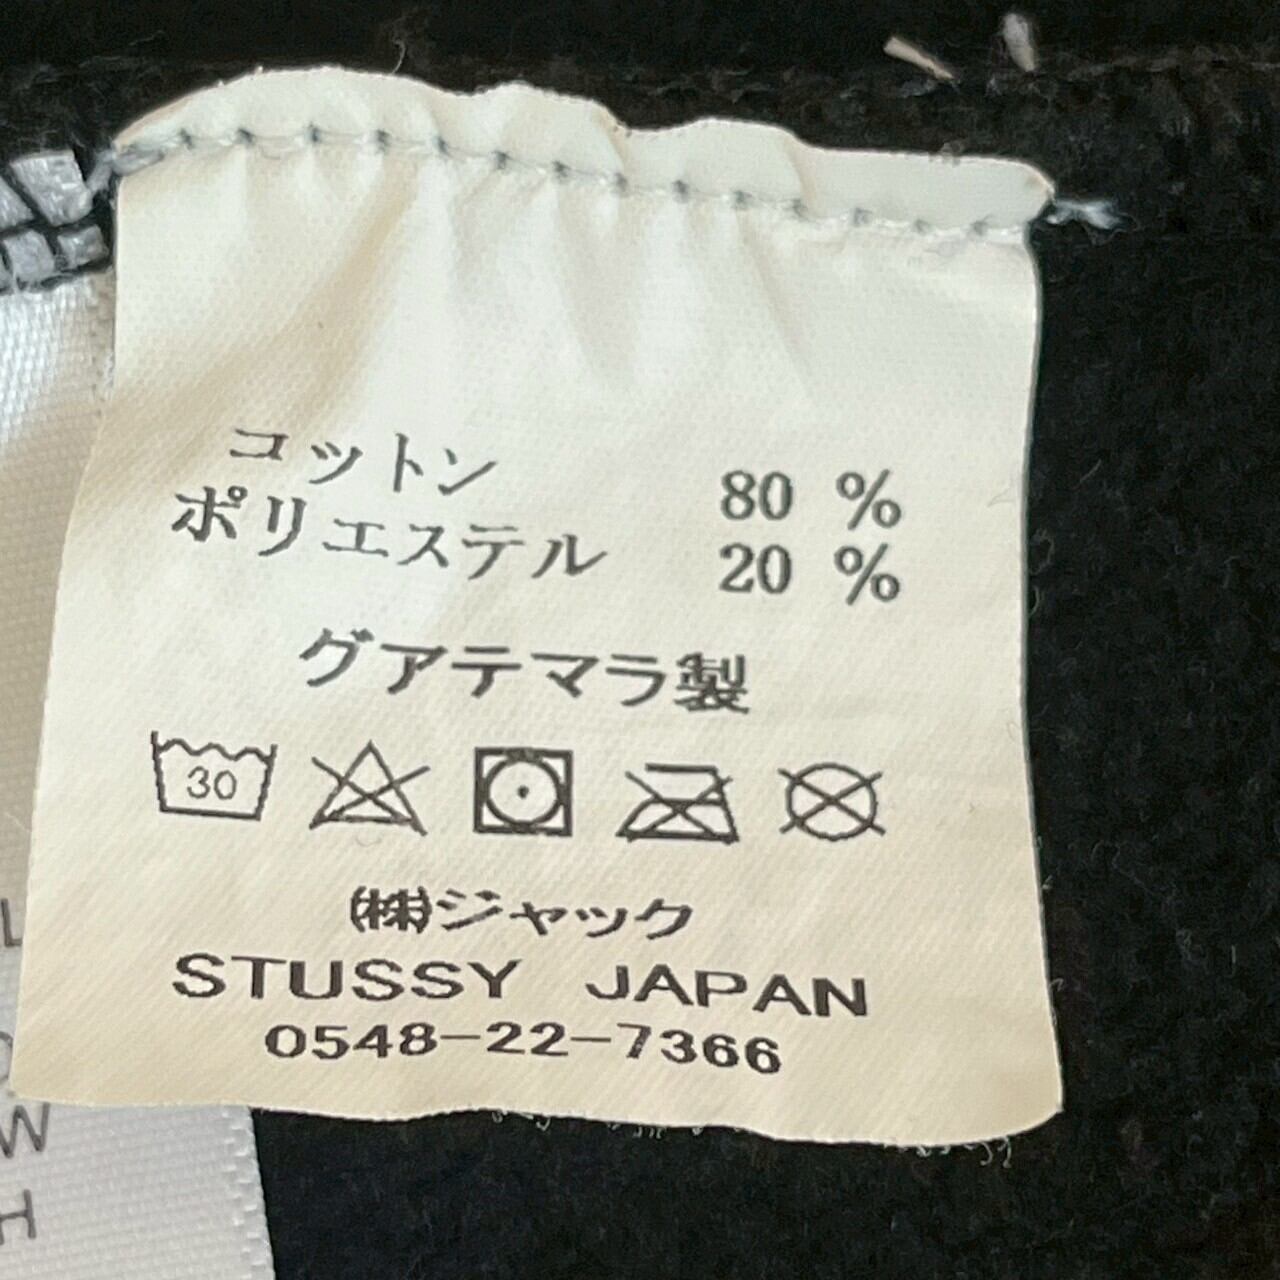 コットン 80 %
ポリエステル 20 %
グアテマラ製
30
㈱ジャック
STUSSY JAPAN
0548-22-7366
L
W
H